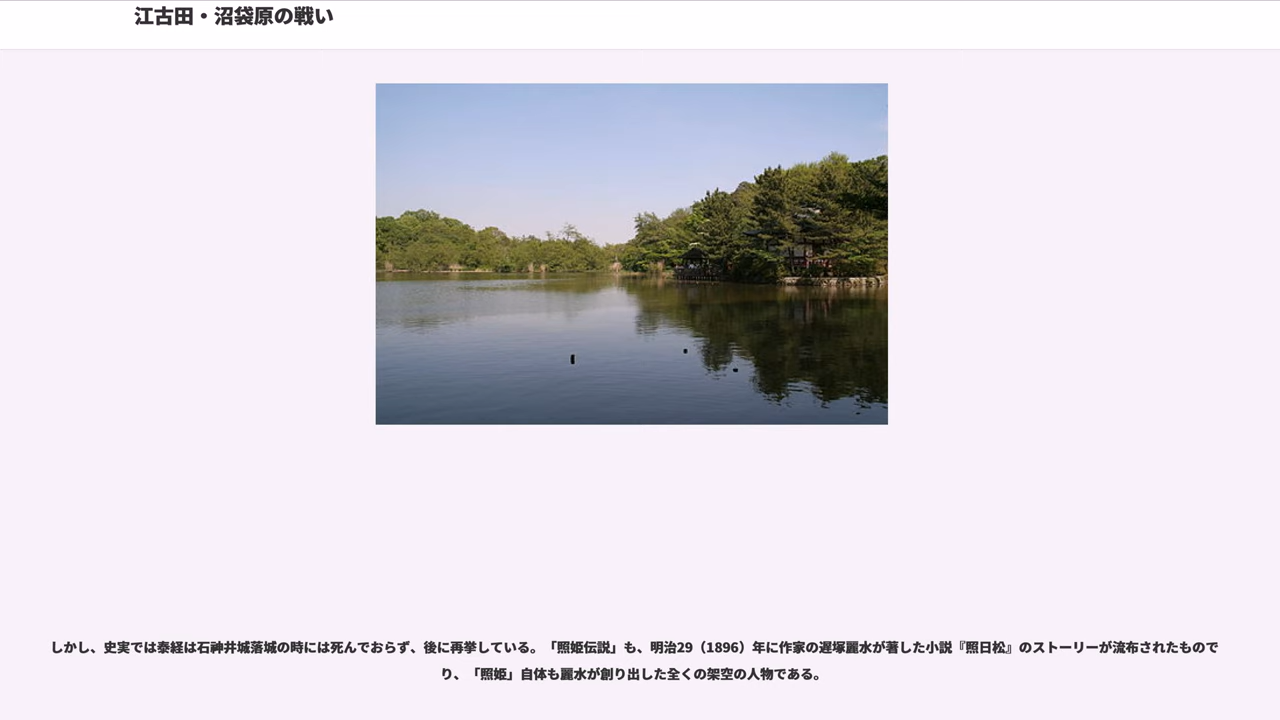 江古田・沼袋原の戦い
しかし、史実では泰経は石神井城落城の時には死んでおらず、後に再挙している。「照姫伝説」も、明治29（1896）年に作家の遅塚麗水が著した小説『照日松』のストーリーが流布されたもので
り、「照姫」自体も麗水が創り出した全くの架空の人物である。